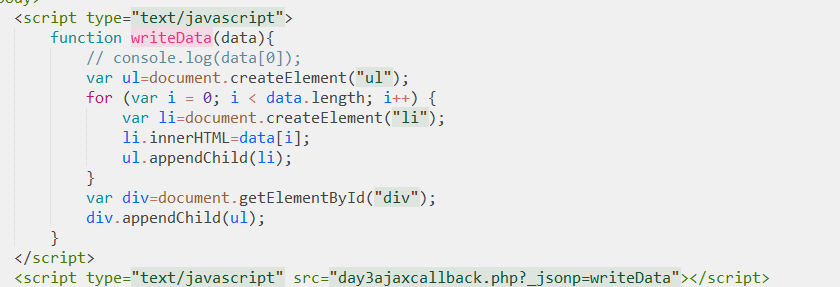 body>
<script type="text/javascript">
function writeData(data){
// console.log(data[0]);
var ul=document.createElement("ul");
for (var i = 0; i < data.length; i++) {
var li=document.createElement("li");
li.innerHTML=data[i];
ul.appendChild(li);
}
var div=document.getElementById("div");
div.appendChild(ul);
}
</script>
<script type="text/javascript" src="day3ajaxcallback.php?_jsonp=writeData"></script>